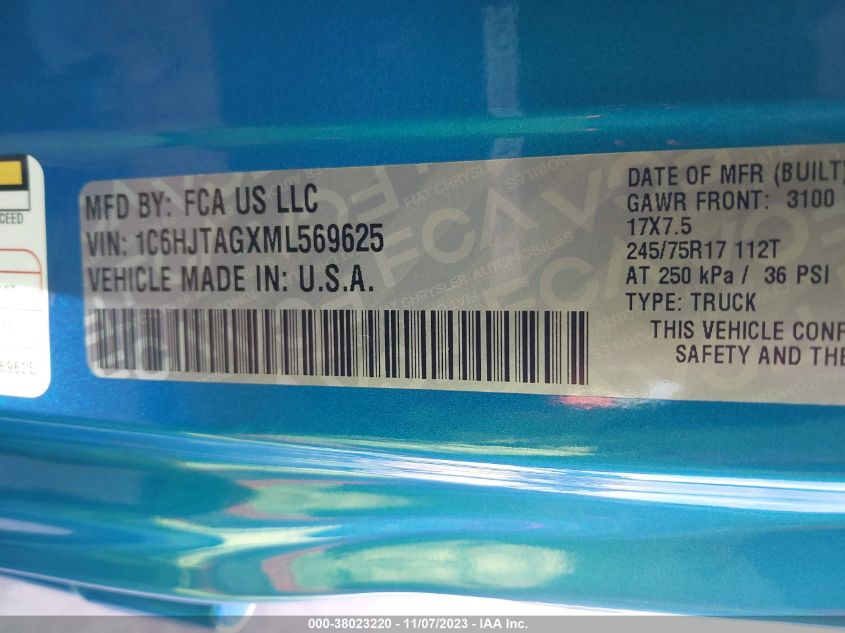 CEED
69625
MFD BY: FCA US LLC
VIN: 1C6HJTAGXML569625
VEHICLE MADE IN: U.S.A.
DATE OF MFR (BUILT)
GAWR FRONT: 3100
17X7.5
245/75R17 112T
AT 250 kPa / 36 PSI
TYPE: TRUCK
THIS VEHICLE CONF
SAFETY AND THE
000-38023220 - 11/07/2023 - IAA Inc.